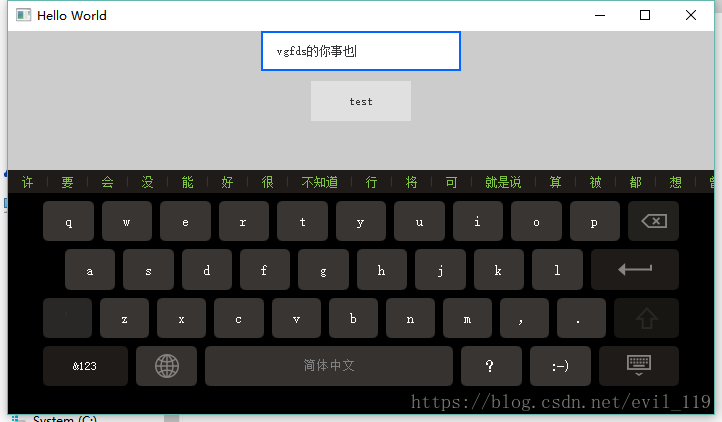 Hello World
vgfds的你事也
test
许 要 会 没 能 好 很 不知道 行 将 可 就是说 算 被 都 想 曾
q w e r t y u i o p
a s d f g h j k l
z x c v b n m , .
&123 简体中文 ? :-)
https://blog.csdn.net/evil_119
System (C:)